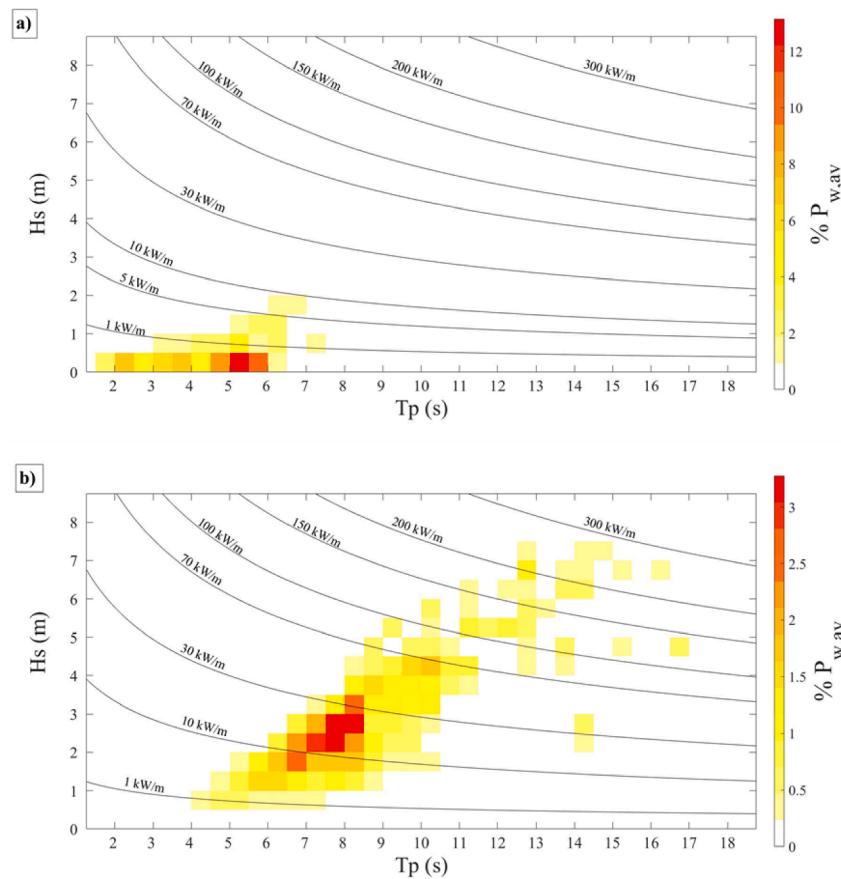 a)
8
7
6
5
4
3
2
1
0
Hs (m)
100 kW/m
150 kW/m
200 kW/m
300 kW/m
70 kW/m
30 kW/m
10 kW/m
5 kW/m
1 kW/m
2 3 4 5 6 7 8 9 10 11 12 13 14 15 16 17 18
Tp (s)
12
10
8
6
4
2
0
% P_w,av
b)
8
7
6
5
4
3
2
1
0
Hs (m)
100 kW/m
150 kW/m
200 kW/m
300 kW/m
70 kW/m
30 kW/m
10 kW/m
1 kW/m
2 3 4 5 6 7 8 9 10 11 12 13 14 15 16 17 18
Tp (s)
3
2.5
2
1.5
1
0.5
0
% P_w,av